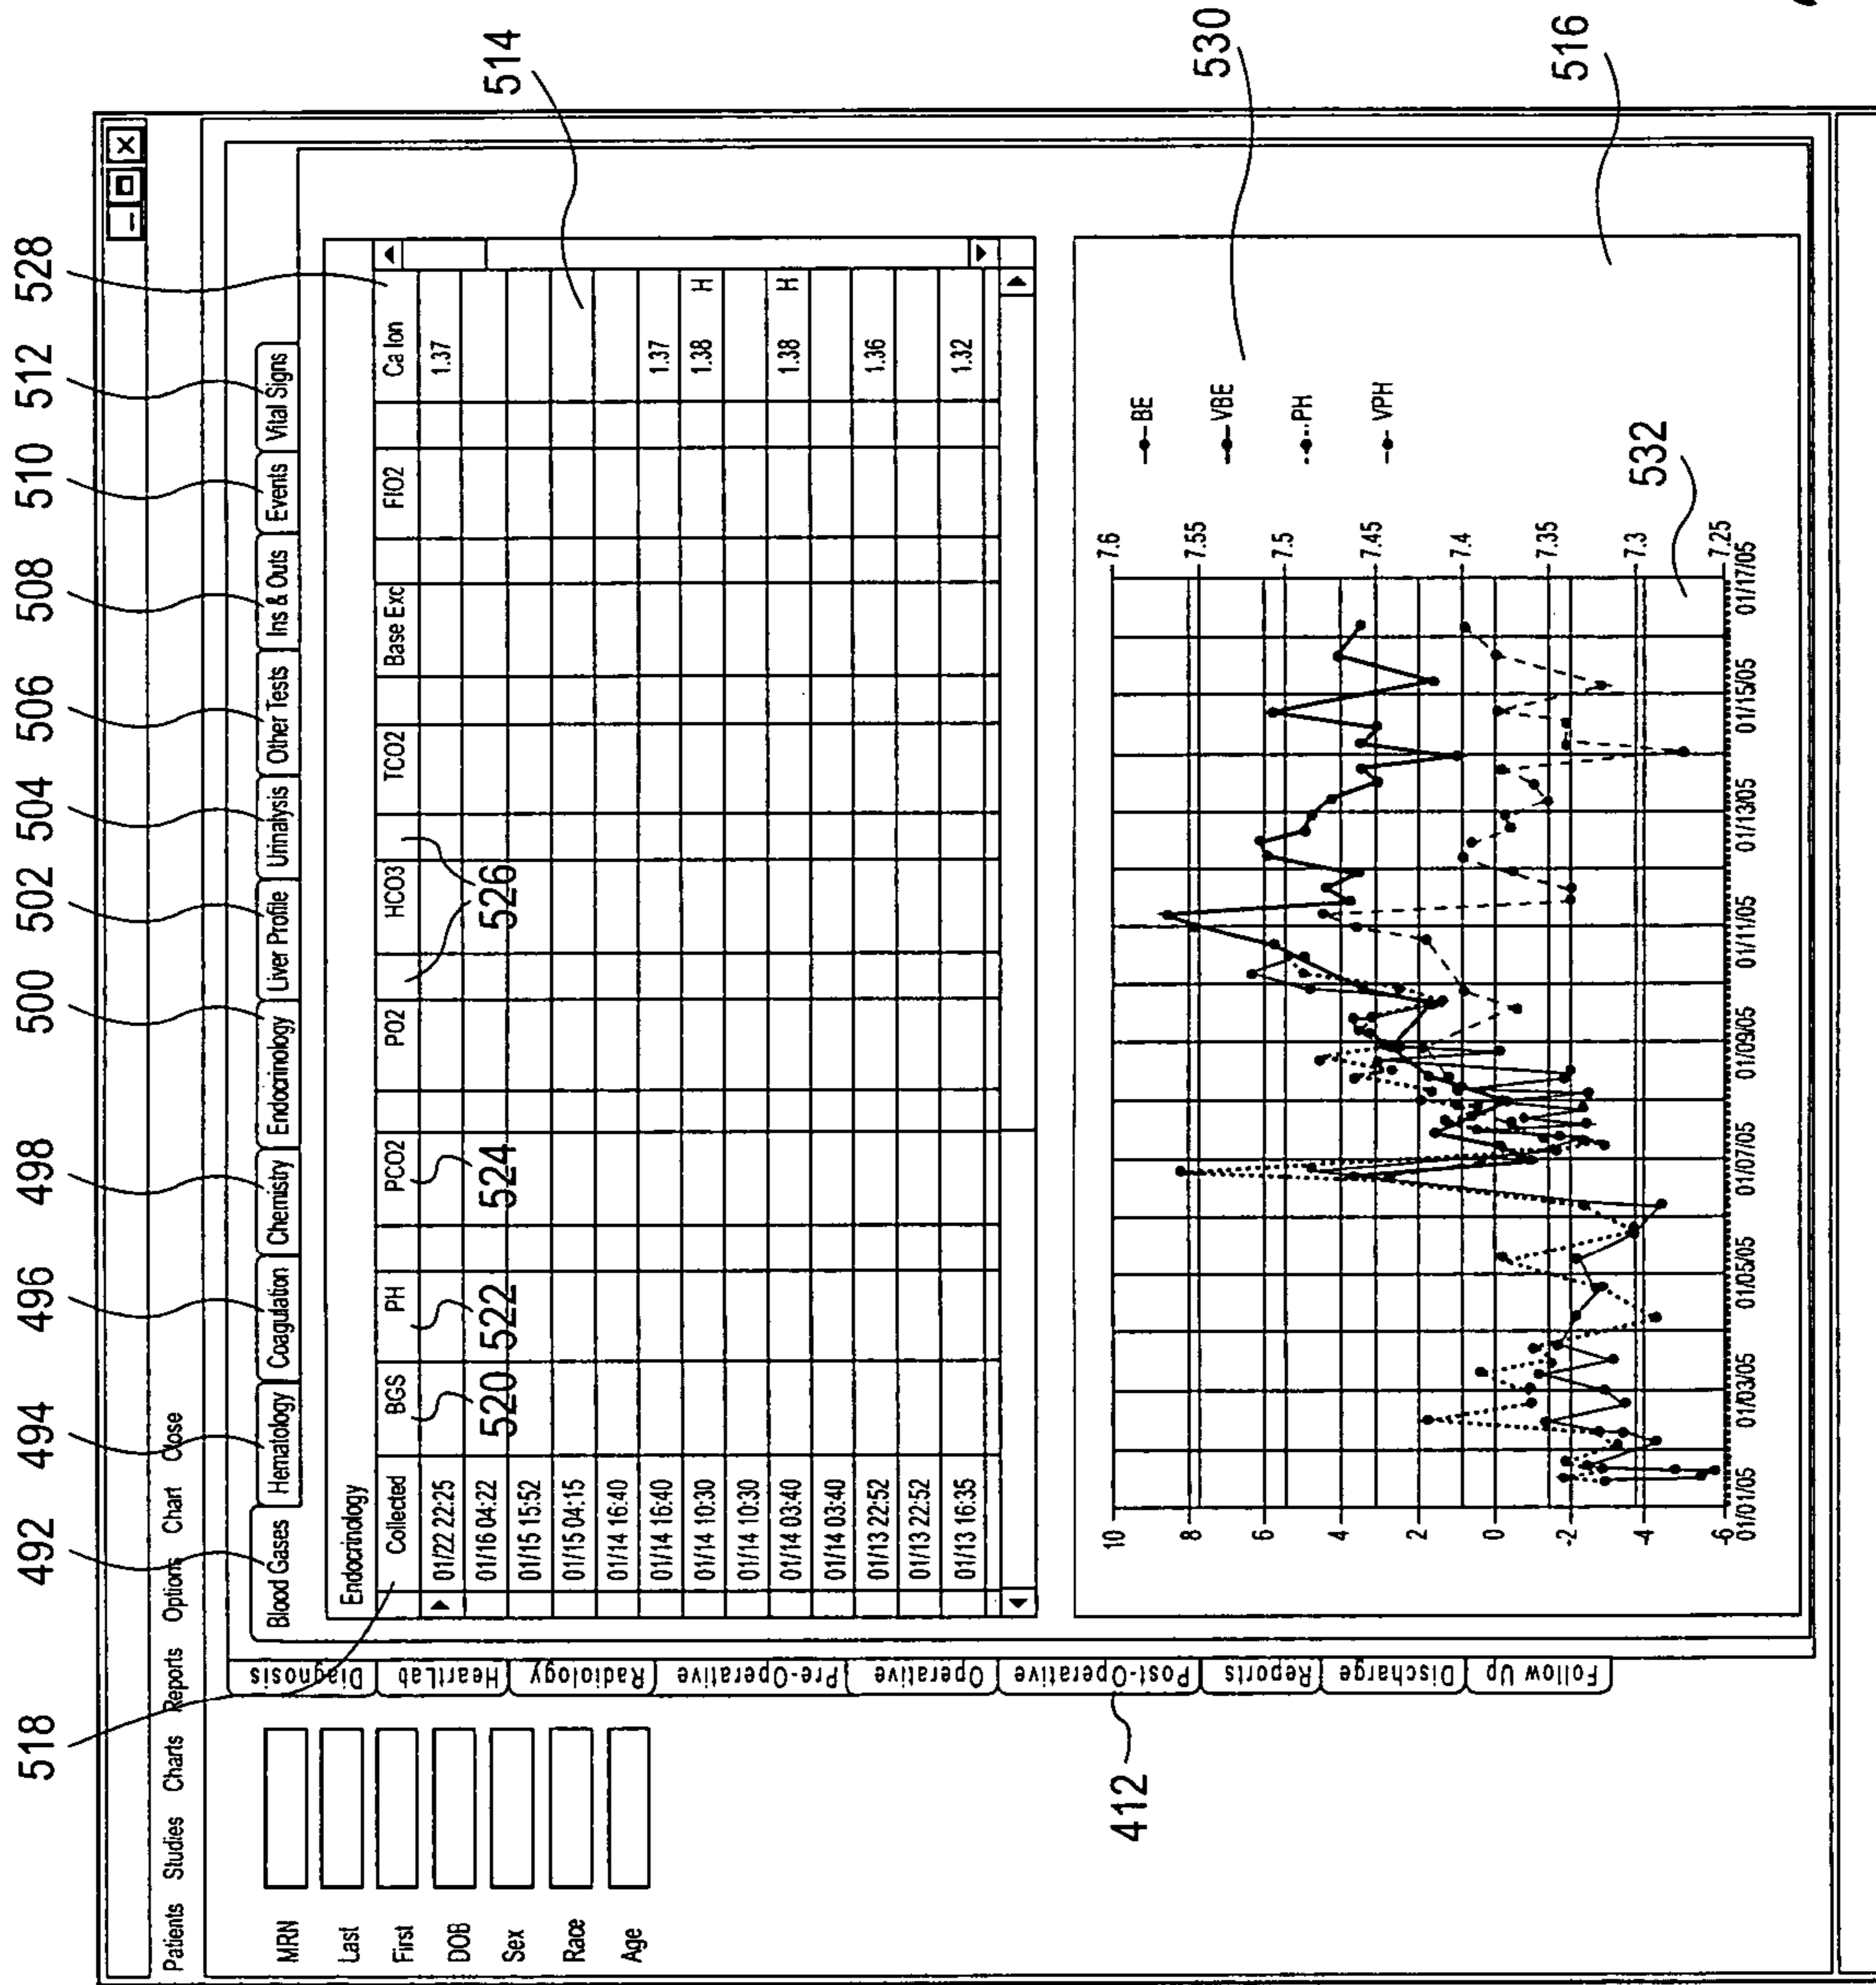 518 492 494 496 498 500 502 504 506 508 510 512 528
Patients Studies Charts Reports Options Chart Close
MRN
Last
First
DOB
Sex
Race
Age
Diagnosis
HeartLab
Radiology
Pre-Operative
Operative
Post-Operative
Reports
Discharge
Follow Up
412
Blood Gases Hematology Coagulation Chemistry Endocrinology Liver Profile Urinalysis Other Tests Ins & Outs Events Vital Signs
Endocrinology
Collected BGS PH PCO2 PO2 HCO3 TCO2 Base Exc FIO2 Ca Ion
01/22 22:25 1.37
01/16 04:22
520 522 524 526
01/15 15:52
01/15 04:15
01/14 16:40
01/14 16:40 1.37
01/14 10:30 1.38 H
01/14 10:30
01/14 03:40 1.38 H
01/14 03:40
01/13 22:52 1.36
01/13 22:52
01/13 16:35 1.32
514
10
8
6
4
2
0
-2
-4
-6
7.6
7.55
7.5
7.45
7.4
7.35
7.3
7.25
01/01/05 01/03/05 01/05/05 01/07/05 01/09/05 01/11/05 01/13/05 01/15/05 01/17/05
BE
VBE
PH
VPH
530
532
516